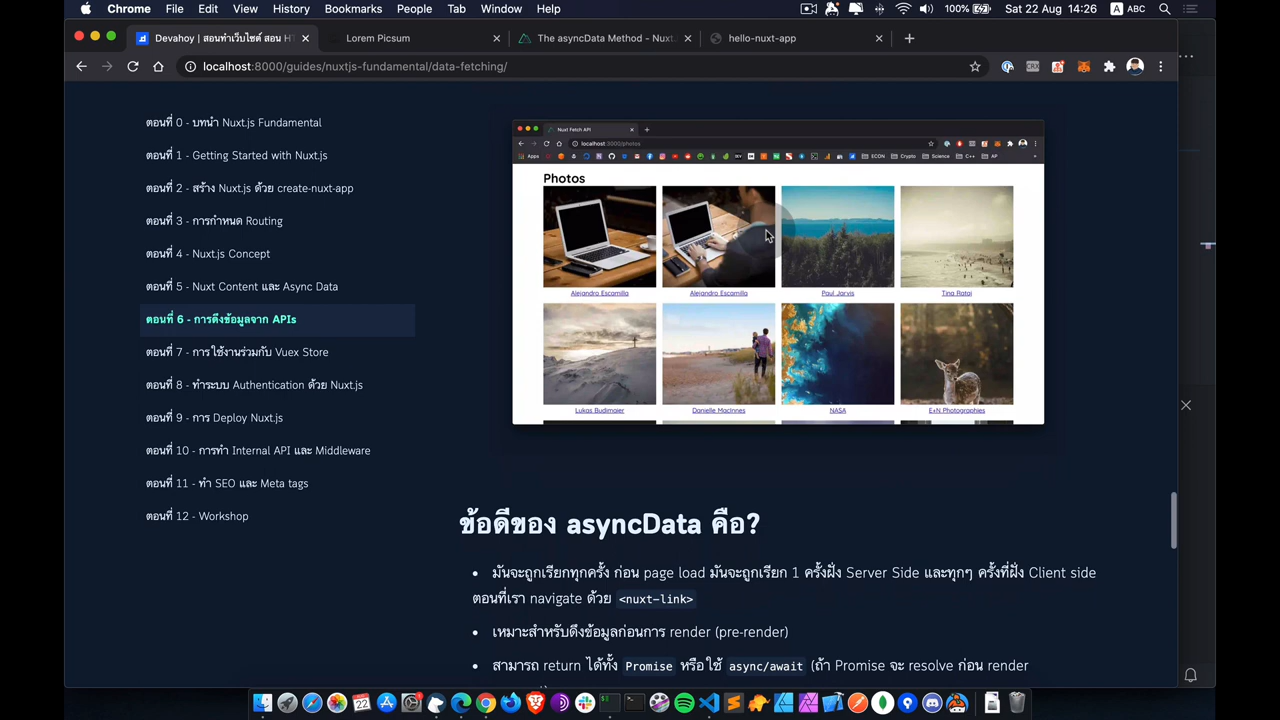 Chrome File Edit View History Bookmarks People Tab Window Help 100% Sat 22 Aug 14:26 A ABC
Devahoy | สอนทำเว็บไซต์ สอน HT
Lorem Picsum
The asyncData Method - Nuxt.
hello-nuxt-app
localhost:8000/guides/nuxtjs-fundamental/data-fetching/
ตอนที่ 0 - บทนำ Nuxt.js Fundamental
ตอนที่ 1 - Getting Started with Nuxt.js
ตอนที่ 2 - สร้าง Nuxt.js ด้วย create-nuxt-app
ตอนที่ 3 - การกำหนด Routing
ตอนที่ 4 - Nuxt.js Concept
ตอนที่ 5 - Nuxt Content และ Async Data
ตอนที่ 6 - การดึงข้อมูลจาก APIs
ตอนที่ 7 - การใช้งานร่วมกับ Vuex Store
ตอนที่ 8 - ทำระบบ Authentication ด้วย Nuxt.js
ตอนที่ 9 - การ Deploy Nuxt.js
ตอนที่ 10 - การทำ Internal API และ Middleware
ตอนที่ 11 - ทำ SEO และ Meta tags
ตอนที่ 12 - Workshop
Nuxt Fetch API
localhost:3000/photos
Apps ECON Crypto Science C++ AP
Photos
Alejandro Escamilla Alejandro Escamilla Paul Jarvis Tina Rataj
Lukas Budimaier Danielle MacInnes NASA E+N Photographies
ข้อดีของ asyncData คือ?
มันจะถูกเรียกทุกครั้ง ก่อน page load มันจะถูกเรียก 1 ครั้งฝั่ง Server Side และทุกๆ ครั้งที่ฝั่ง Client side
ตอนที่เรา navigate ด้วย <nuxt-link>
เหมาะสำหรับดึงข้อมูลก่อนการ render (pre-render)
สามารถ return ได้ทั้ง Promise หรือใช้ async/await (ถ้า Promise จะ resolve ก่อน render